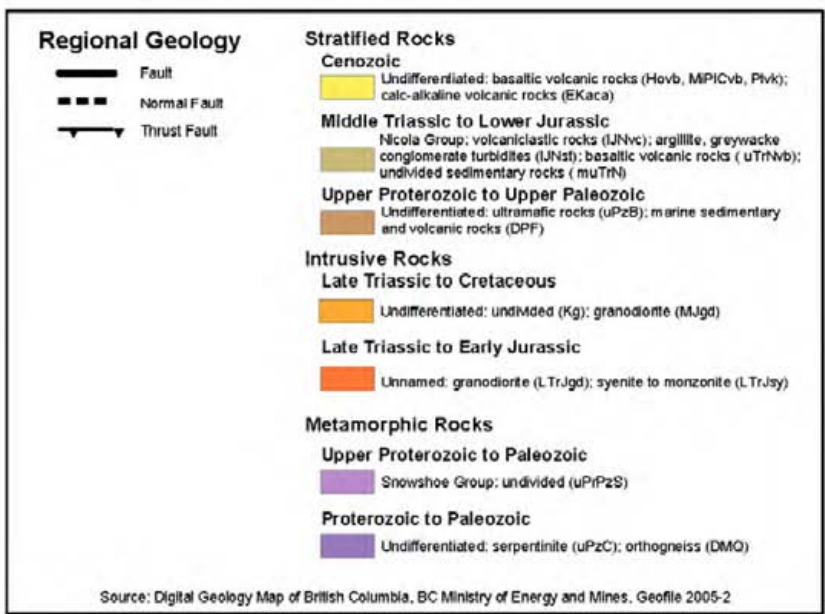 Regional Geology
Fault
Normal Fault
Thrust Fault
Stratified Rocks
Cenozoic
Undifferentiated: basaltic volcanic rocks (Hovb, MiPlCvb, Plvk);
calc-alkaline volcanic rocks (EKaca)
Middle Triassic to Lower Jurassic
Nicola Group: volcaniclastic rocks (lJNvc); argillite, greywacke
conglomerate turbidites (lJNst); basaltic volcanic rocks ( uTrNvb);
undivided sedimentary rocks ( muTrN)
Upper Proterozoic to Upper Paleozoic
Undifferentiated: ultramafic rocks (uPzB); marine sedimentary
and volcanic rocks (DPF)
Intrusive Rocks
Late Triassic to Cretaceous
Undifferentiated: undivided (Kg); granodiorite (MJgd)
Late Triassic to Early Jurassic
Unnamed: granodiorite (LTrJgd); syenite to monzonite (LTrJsy)
Metamorphic Rocks
Upper Proterozoic to Paleozoic
Snowshoe Group: undivided (uPrPzS)
Proterozoic to Paleozoic
Undifferentiated: serpentinite (uPzC); orthogneiss (DMQ)
Source: Digital Geology Map of British Columbia, BC Ministry of Energy and Mines, Geofile 2005-2